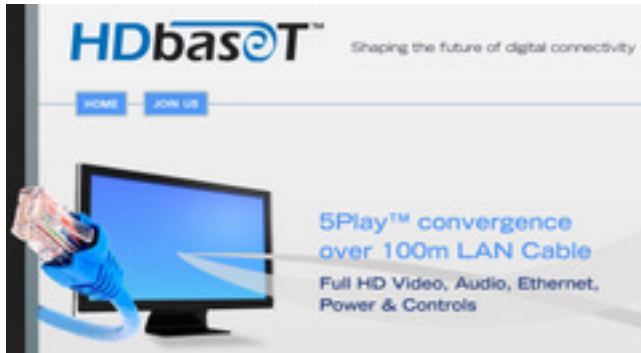 HDbaseT™
Shaping the future of digital connectivity
HOME JOIN US
5Play™ convergence
over 100m LAN Cable
Full HD Video, Audio, Ethernet,
Power & Controls